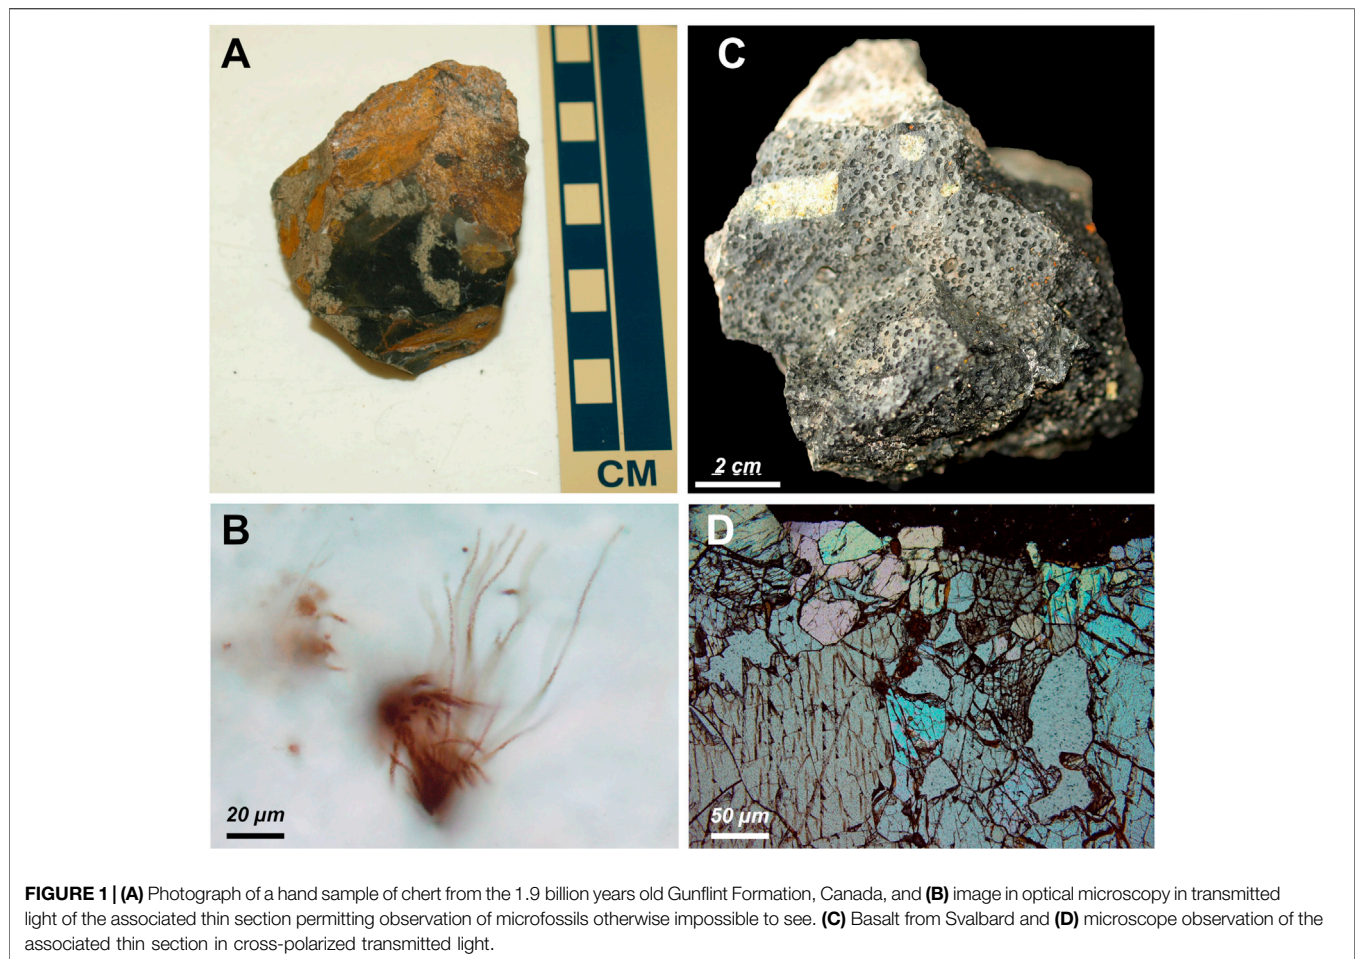 A
CM
C
2 cm
B
20 µm
D
50 µm
FIGURE 1 | (A) Photograph of a hand sample of chert from the 1.9 billion years old Gunflint Formation, Canada, and (B) image in optical microscopy in transmitted
light of the associated thin section permitting observation of microfossils otherwise impossible to see. (C) Basalt from Svalbard and (D) microscope observation of the
associated thin section in cross-polarized transmitted light.